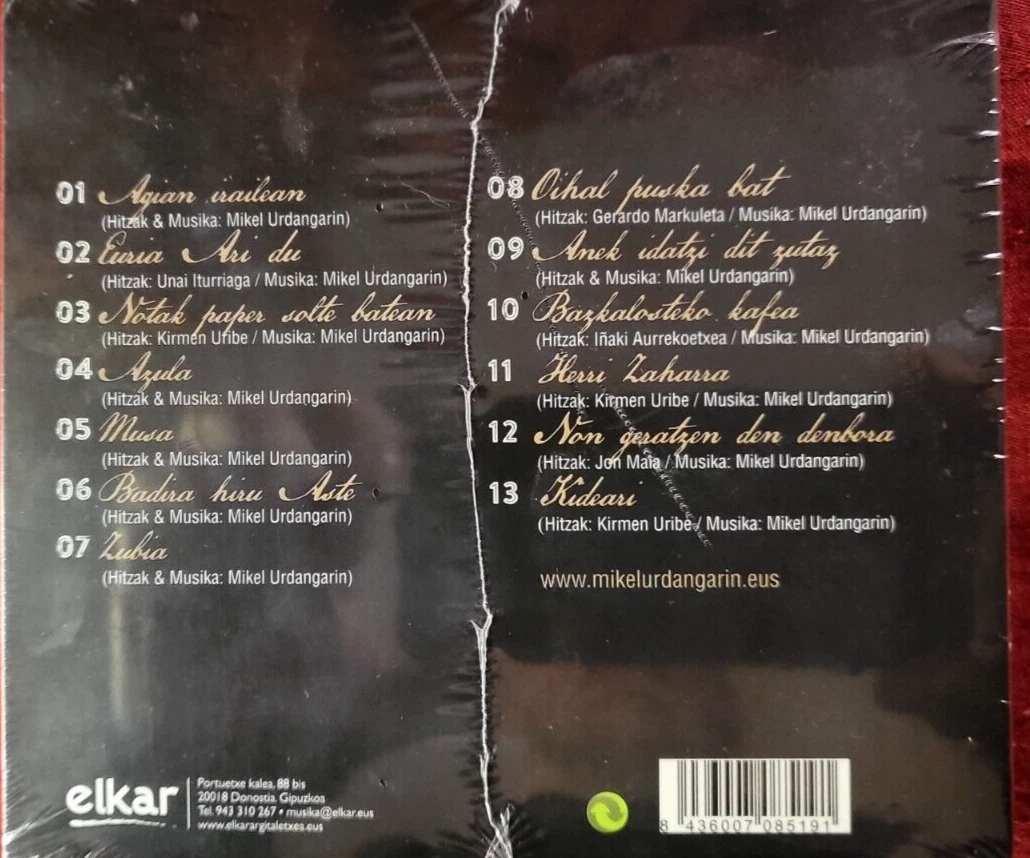 01 Agian irailean
(Hitzak & Musika: Mikel Urdangarin)
02 Euria Ari du
(Hitzak: Unai Iturriaga / Musika: Mikel Urdangarin)
03 Notak paper solte batean
(Hitzak: Kirmen Uribe / Musika: Mikel Urdangarin)
04 Azula
(Hitzak & Musika: Mikel Urdangarin)
05 Musa
(Hitzak & Musika: Mikel Urdangarin)
06 Badira hiru Aste
(Hitzak & Musika: Mikel Urdangarin)
07 Zubia
(Hitzak & Musika: Mikel Urdangarin)
08 Oihal puska bat
(Hitzak: Gerardo Markuleta / Musika: Mikel Urdangarin)
09 Anek idatzi dit zutaz
(Hitzak & Musika: Mikel Urdangarin)
10 Bazkalosteko kafea
(Hitzak: Iñaki Aurrekoetxea / Musika: Mikel Urdangarin)
11 Herri Zaharra
(Hitzak: Kirmen Uribe / Musika: Mikel Urdangarin)
12 Non geratzen den denbora
(Hitzak: Jon Maia / Musika: Mikel Urdangarin)
13 Kideari
(Hitzak: Kirmen Uribe / Musika: Mikel Urdangarin)
www.mikelurdangarin.eus
elkar
Portuetxe kalea, 88 bis
20018 Donostia. Gipuzkoa
Tel. 943 310 267 • musika@elkar.eus
www.elkarargitaletxea.eus
8 436007 085191